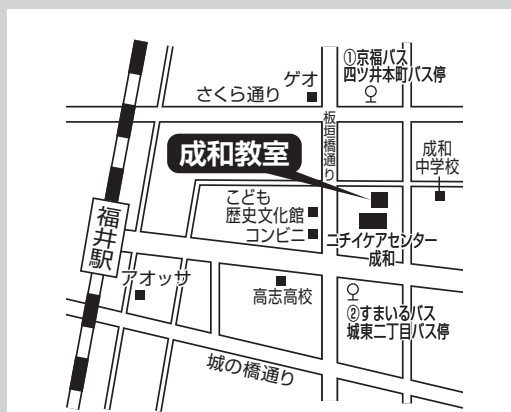 ①京福バス
四ツ井本町バス停
ゲオ
さくら通り
板垣橋通り
成和教室
成和
中学校
こども
歴史文化館
コンビニ
ニチイケアセンター
成和
福井駅
アオッサ
高志高校
②すまいるバス
城東二丁目バス停
城の橋通り